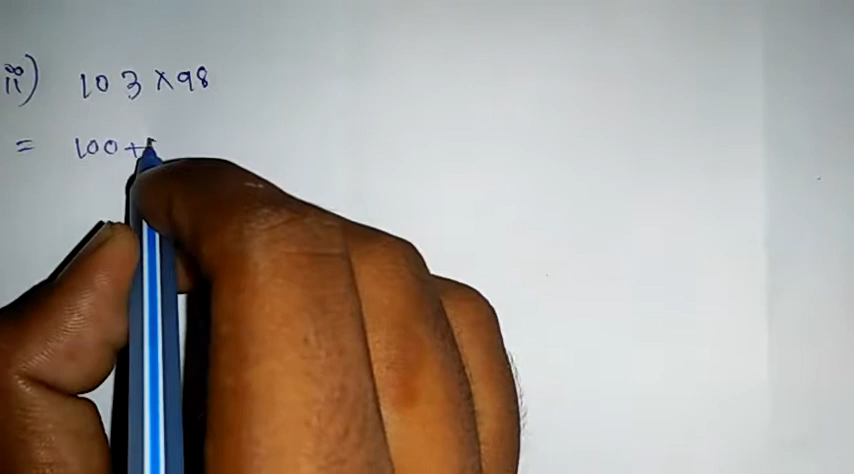 ii) 103 x 98
= 100 +